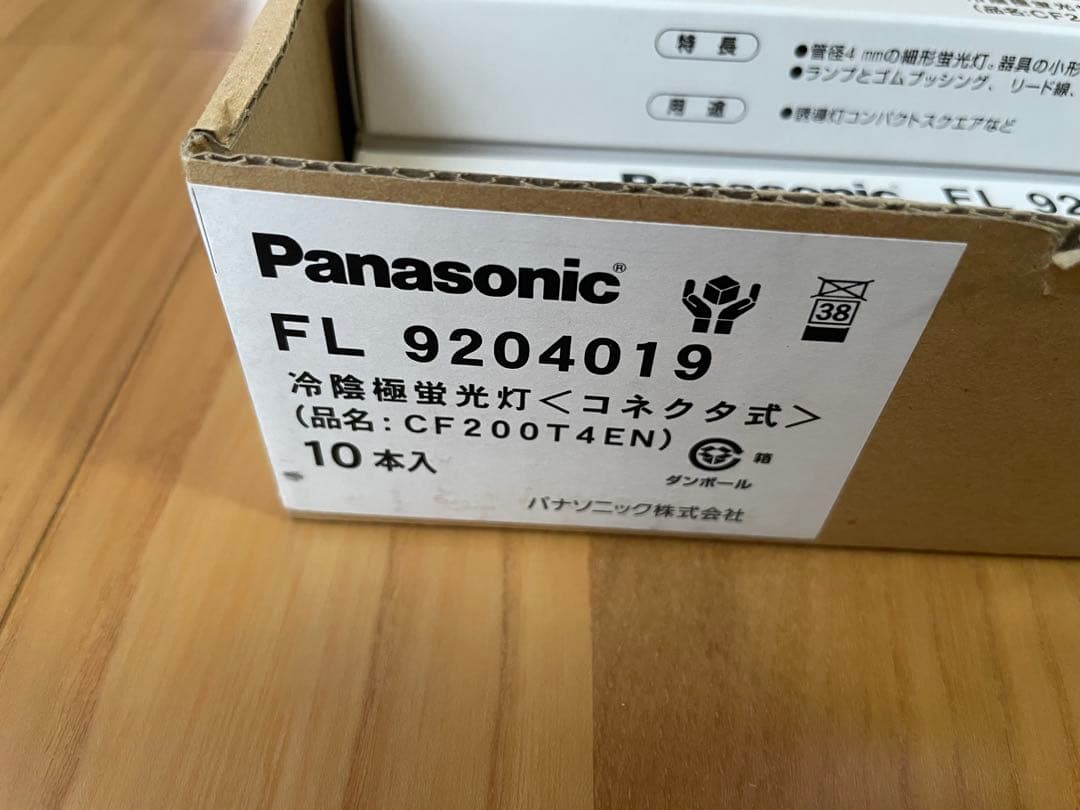 (品名:CF2
特長
●管径4mmの細形蛍光灯。器具の小形
●ランプとゴムブッシング、リード線、
用途
●誘導灯コンパクトスクエアなど
Panasonic FL 92
Panasonic®
38
FL 9204019
冷陰極蛍光灯<コネクタ式>
(品名:CF200T4EN)
10本入
箱
ダンボール
パナソニック株式会社